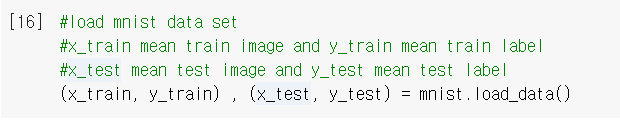 [16] #load mnist data set
#x_train mean train image and y_train mean train label
#x_test mean test image and y_test mean test label
(x_train, y_train) , (x_test, y_test) = mnist.load_data()